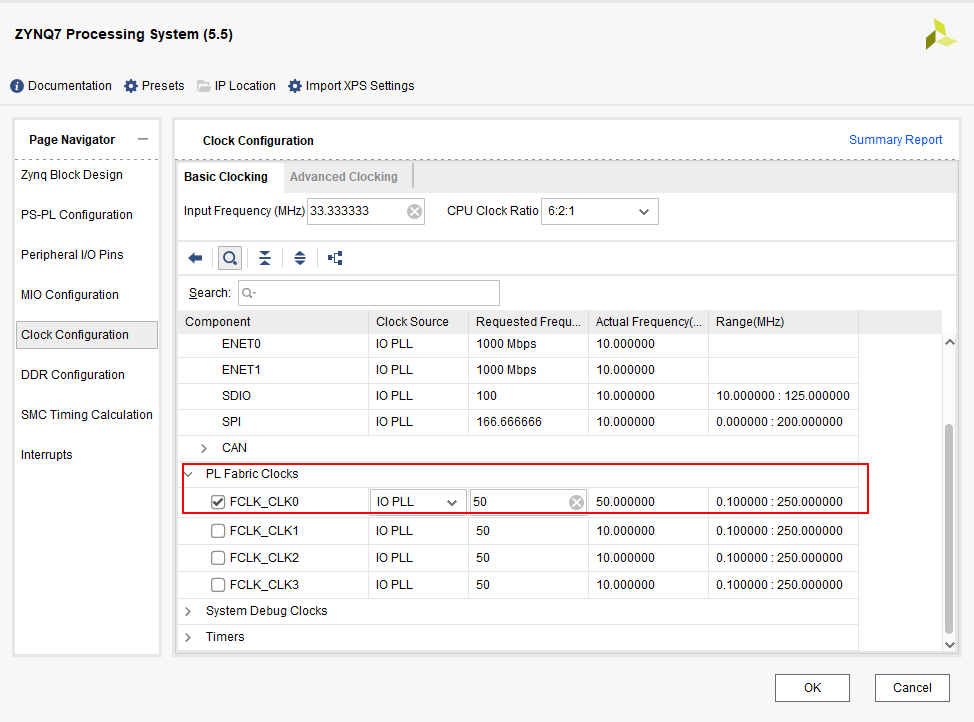 ZYNQ7 Processing System (5.5)
Documentation Presets IP Location Import XPS Settings
Page Navigator
Zynq Block Design
PS-PL Configuration
Peripheral I/O Pins
MIO Configuration
Clock Configuration
DDR Configuration
SMC Timing Calculation
Interrupts
Clock Configuration Summary Report
Basic Clocking Advanced Clocking
Input Frequency (MHz) 33.333333 CPU Clock Ratio 6:2:1
Search:
Component Clock Source Requested Frequ... Actual Frequency(... Range(MHz)
ENET0 IO PLL 1000 Mbps 10.000000
ENET1 IO PLL 1000 Mbps 10.000000
SDIO IO PLL 100 10.000000 10.000000 : 125.000000
SPI IO PLL 166.666666 10.000000 0.000000 : 200.000000
CAN
PL Fabric Clocks
FCLK_CLK0 IO PLL 50 50.000000 0.100000 : 250.000000
FCLK_CLK1 IO PLL 50 10.000000 0.100000 : 250.000000
FCLK_CLK2 IO PLL 50 10.000000 0.100000 : 250.000000
FCLK_CLK3 IO PLL 50 10.000000 0.100000 : 250.000000
System Debug Clocks
Timers
OK Cancel